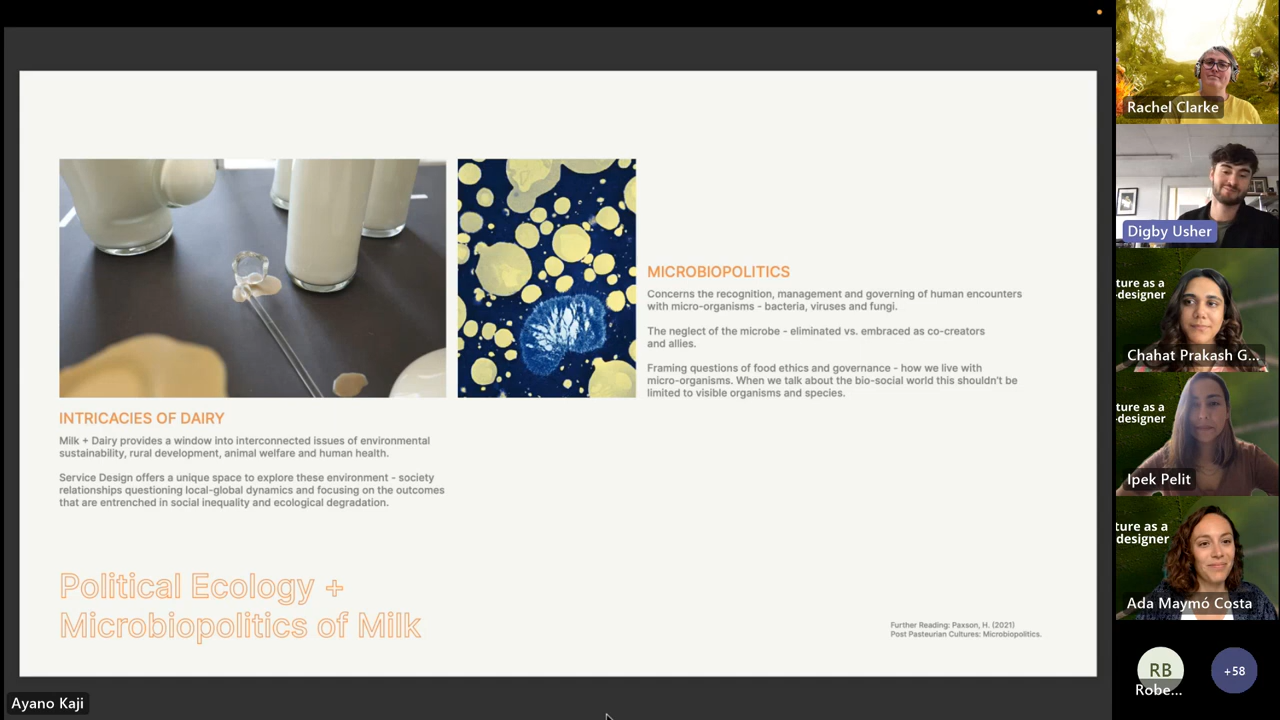 INTRICACIES OF DAIRY
Milk + Dairy provides a window into interconnected issues of environmental
sustainability, rural development, animal welfare and human health.
Service Design offers a unique space to explore these environment - society
relationships questioning local-global dynamics and focusing on the outcomes
that are entrenched in social inequality and ecological degradation.
MICROBIOPOLITICS
Concerns the recognition, management and governing of human encounters
with micro-organisms - bacteria, viruses and fungi.
The neglect of the microbe - eliminated vs. embraced as co-creators
and allies.
Framing questions of food ethics and governance - how we live with
micro-organisms. When we talk about the bio-social world this shouldn't be
limited to visible organisms and species.
Political Ecology +
Microbiopolitics of Milk
Further Reading: Paxson, H. (2021)
Post Pasteurian Cultures: Microbiopolitics.
Ayano Kaji
Rachel Clarke
Digby Usher
ture as a
-designer
Chahat Prakash G...
ture as a
-designer
Ipek Pelit
ture as a
designer
Ada Maymó Costa
RB
Robe...
+58